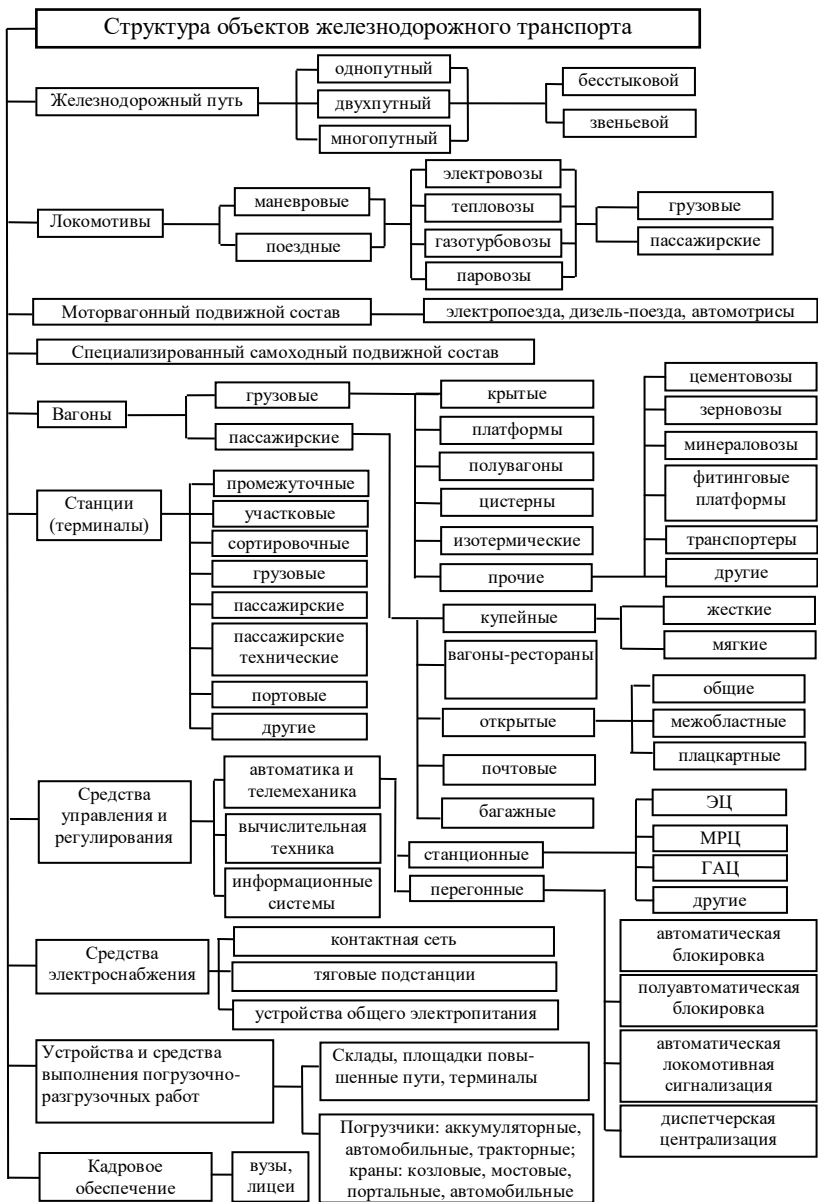 Структура объектов железнодорожного транспорта
Железнодорожный путь
однопутный
двухпутный
многопутный
бесстыковой
звеньевой
Локомотивы
маневровые
поездные
электровозы
тепловозы
газотурбовозы
паровозы
грузовые
пассажирские
Моторвагонный подвижной состав
электропоезда, дизель-поезда, автомотрисы
Специализированный самоходный подвижной состав
Вагоны
грузовые
пассажирские
крытые
платформы
полувагоны
цистерны
изотермические
прочие
цементовозы
зерновозы
минераловозы
фитинговые
платформы
транспортеры
другие
купейные
жесткие
мягкие
вагоны-рестораны
открытые
общие
межобластные
плацкартные
почтовые
багажные
Станции
(терминалы)
промежуточные
участковые
сортировочные
грузовые
пассажирские
пассажирские
технические
портовые
другие
Средства
управления и
регулирования
автоматика и
телемеханика
вычислительная
техника
информационные
системы
станционные
перегонные
ЭЦ
МРЦ
ГАЦ
другие
автоматическая
блокировка
полуавтоматическая
блокировка
автоматическая
локомотивная
сигнализация
диспетчерская
централизация
Средства
электроснабжения
контактная сеть
тяговые подстанции
устройства общего электропитания
Устройства и средства
выполнения погрузочно-
разгрузочных работ
Склады, площадки повы-
шенные пути, терминалы
Погрузчики: аккумуляторные,
автомобильные, тракторные;
краны: козловые, мостовые,
портальные, автомобильные
Кадровое
обеспечение
вузы,
лицеи